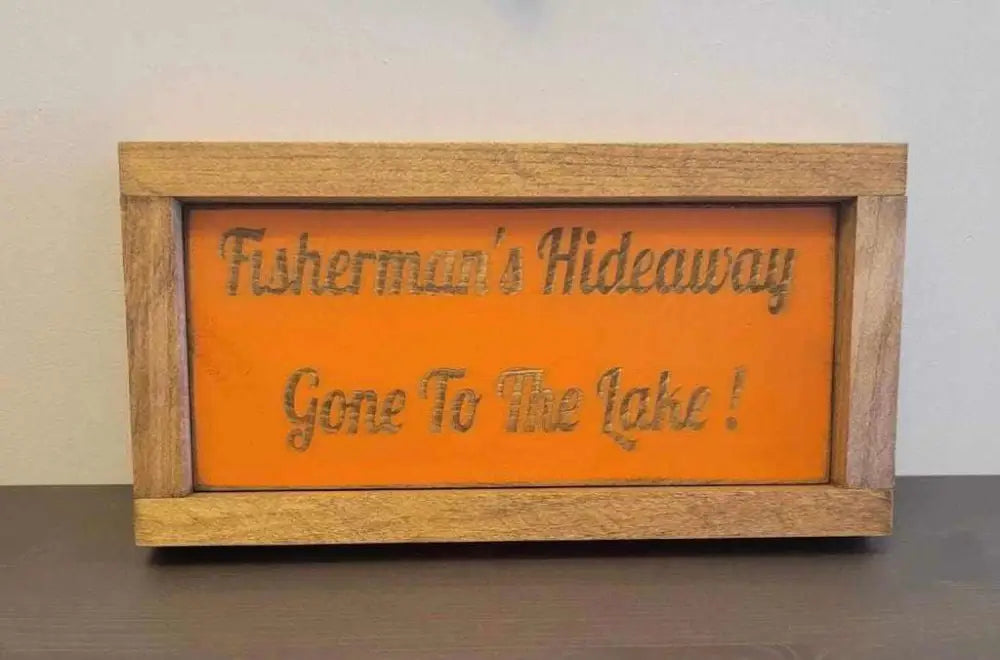 Fisherman's Hideaway
Gone To The Lake !